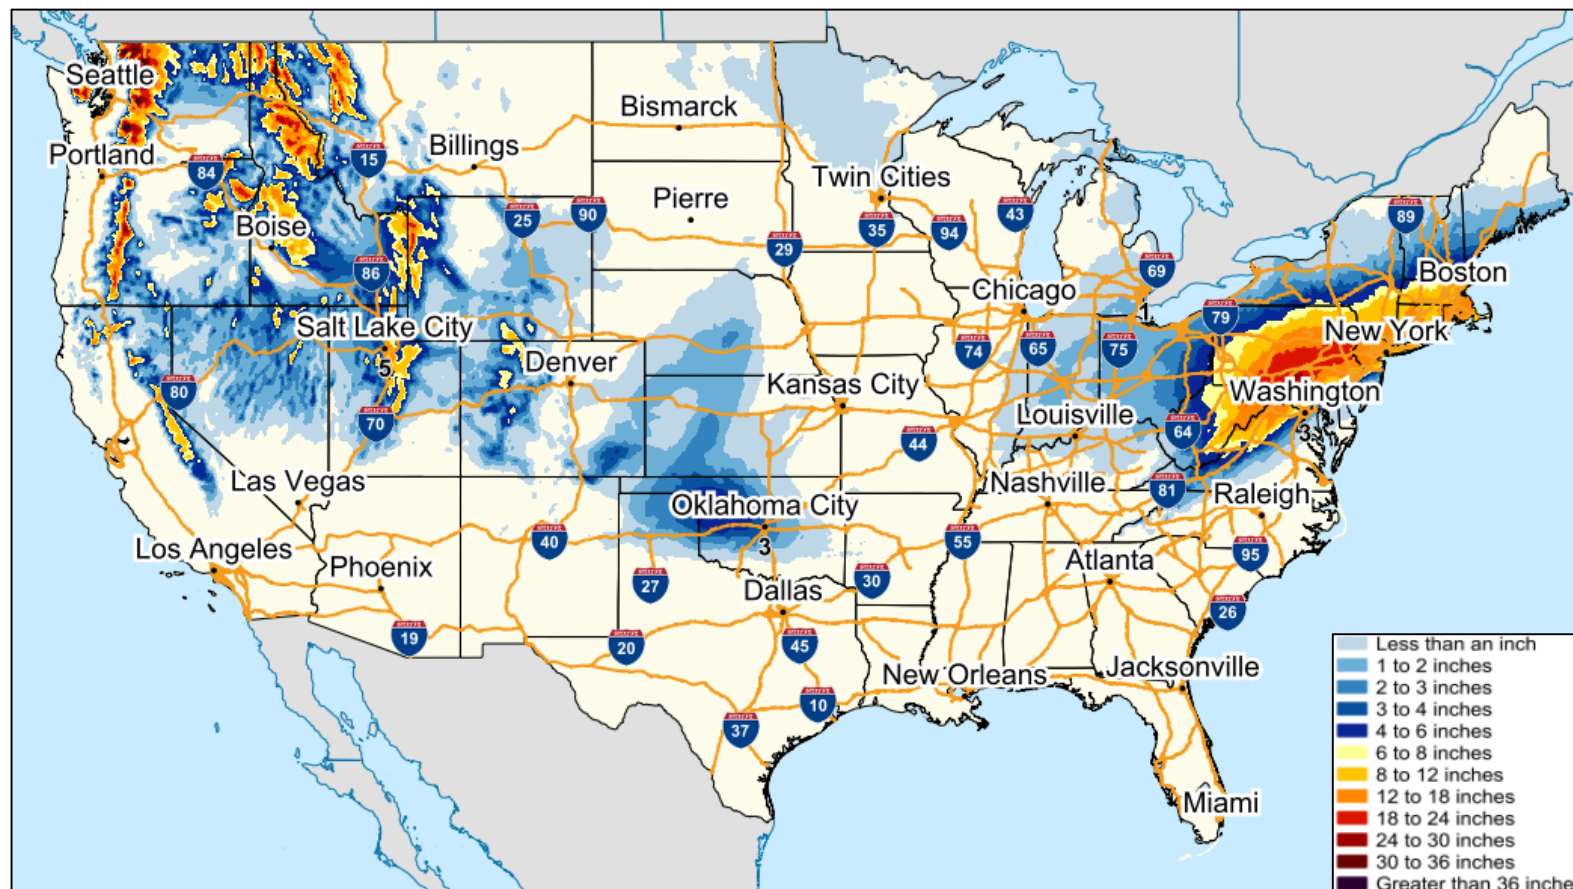 Seattle
Bismarck
Billings
Portland
15
84
Twin Cities
Pierre
25
90
43
89
35
94
Boise
29
86
69
Boston
Chicago
1
79
Salt Lake City
New York
74
65
75
Denver
5
Kansas City
Washington
80
70
Louisville
3
64
44
Las Vegas
Nashville
81
Raleigh
Oklahoma City
40
3
55
95
Los Angeles
Phoenix
Atlanta
27
30
Dallas
26
19
20
45
Less than an inch
New Orleans
Jacksonville
1 to 2 inches
2 to 3 inches
10
3 to 4 inches
37
4 to 6 inches
6 to 8 inches
8 to 12 inches
Miami
12 to 18 inches
18 to 24 inches
24 to 30 inches
30 to 36 inches
Greater than 36 inche